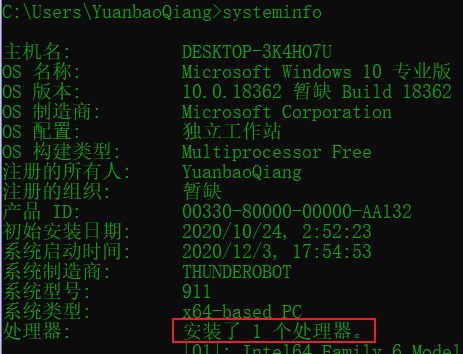 C:\Users\YuanbaoQiang>systeminfo
主机名: DESKTOP-3K4HO7U
OS 名称: Microsoft Windows 10 专业版
OS 版本: 10.0.18362 暂缺 Build 18362
OS 制造商: Microsoft Corporation
OS 配置: 独立工作站
OS 构建类型: Multiprocessor Free
注册的所有人: YuanbaoQiang
注册的组织: 暂缺
产品 ID: 00330-80000-00000-AA132
初始安装日期: 2020/10/24, 2:52:23
系统启动时间: 2020/12/3, 17:54:53
系统制造商: THUNDEROBOT
系统型号: 911
系统类型: x64-based PC
处理器: 安装了 1 个处理器。
[01]: Intel64 Family 6 Model